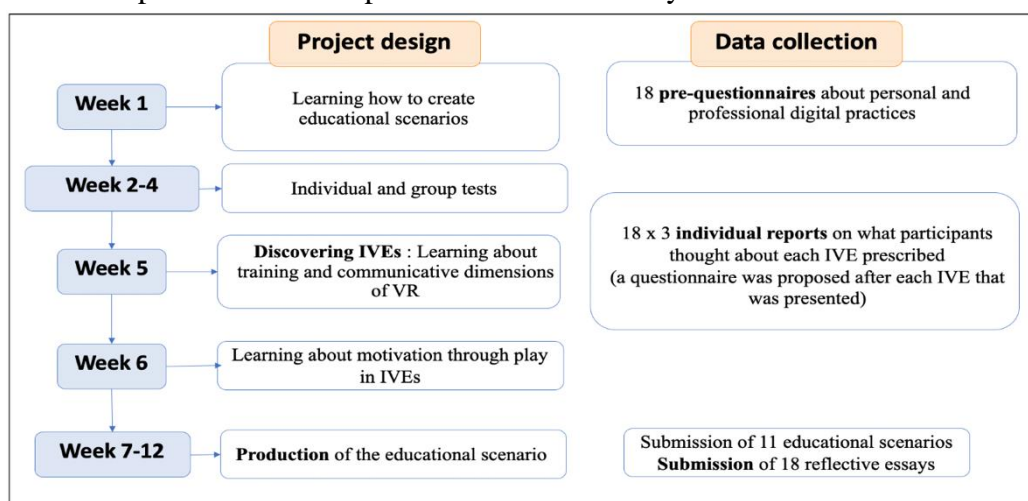 Project design
Data collection
Week 1
Learning how to create
educational scenarios
18 pre-questionnaires about personal and
professional digital practices
Week 2-4
Individual and group tests
18 x 3 individual reports on what participants
thought about each IVE prescribed
(a questionnaire was proposed after each IVE that
was presented)
Week 5
Discovering IVEs : Learning about
training and communicative dimensions
of VR
Week 6
Learning about motivation through play
in IVEs
Week 7-12
Production of the educational scenario
Submission of 11 educational scenarios
Submission of 18 reflective essays